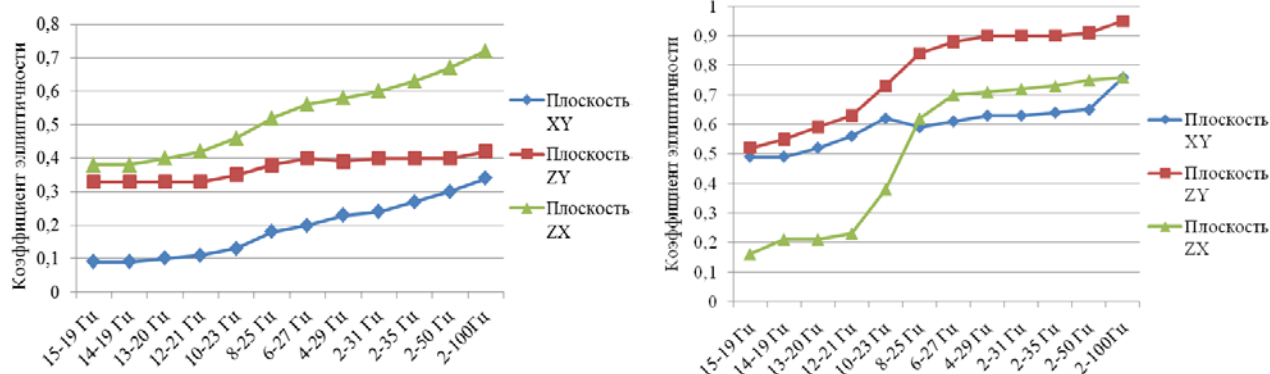 Коэффициент эллиптичности
0,8
0,7
0,6
0,5
0,4
0,3
0,2
0,1
0
15-19 Гц
14-19 Гц
13-20 Гц
12-21 Гц
10-23 Гц
8-25 Гц
6-27 Гц
4-29 Гц
2-31 Гц
2-35 Гц
2-50 Гц
2-100Гц
Плоскость
XY
Плоскость
ZY
Плоскость
ZX
Коэффициент эллиптичности
1
0,9
0,8
0,7
0,6
0,5
0,4
0,3
0,2
0,1
0
15-19 Гц
14-19 Гц
13-20 Гц
12-21 Гц
10-23 Гц
8-25 Гц
6-27 Гц
4-29 Гц
2-31 Гц
2-35 Гц
2-50 Гц
2-100Гц
Плоскость
XY
Плоскость
ZY
Плоскость
ZX